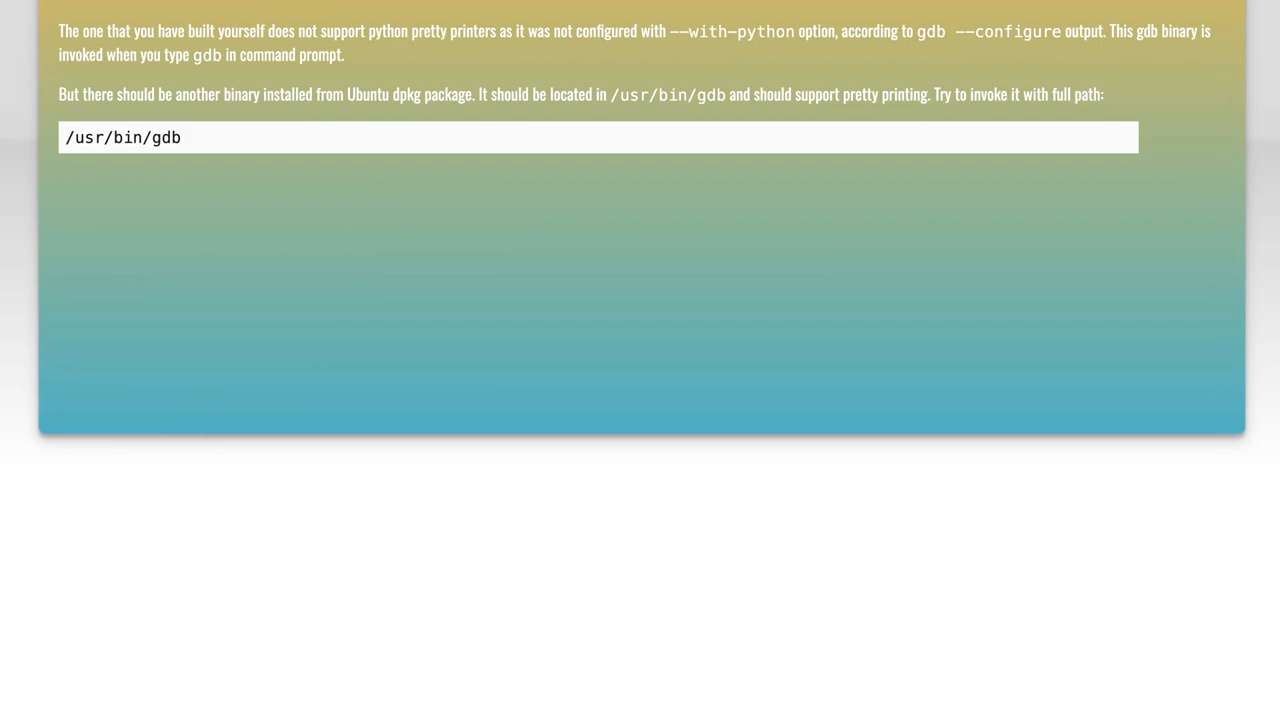 The one that you have built yourself does not support python pretty printers as it was not configured with --with-python option, according to gdb --configure output. This gdb binary is
invoked when you type gdb in command prompt.
But there should be another binary installed from Ubuntu dpkg package. It should be located in /usr/bin/gdb and should support pretty printing. Try to invoke it with full path:
/usr/bin/gdb